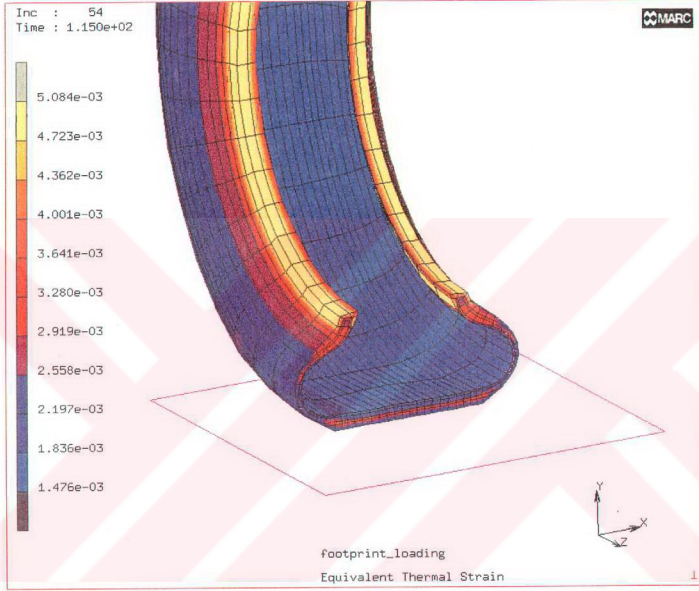 Inc : 54
Time : 1.150e+02
MARC
5.084e-03
4.723e-03
4.362e-03
4.001e-03
3.641e-03
3.280e-03
2.919e-03
2.558e-03
2.197e-03
1.836e-03
1.476e-03
Y
X
Z
footprint_loading
Equivalent Thermal Strain
1